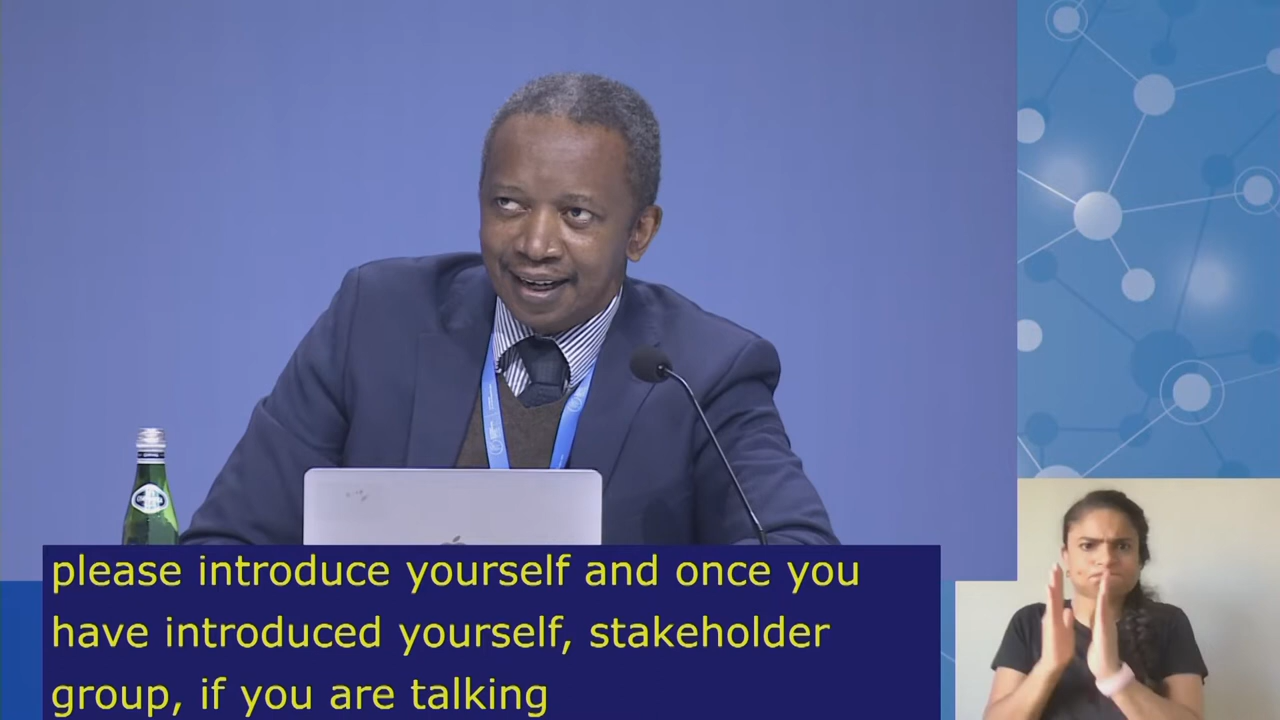 please introduce yourself and once you
have introduced yourself, stakeholder
group, if you are talking